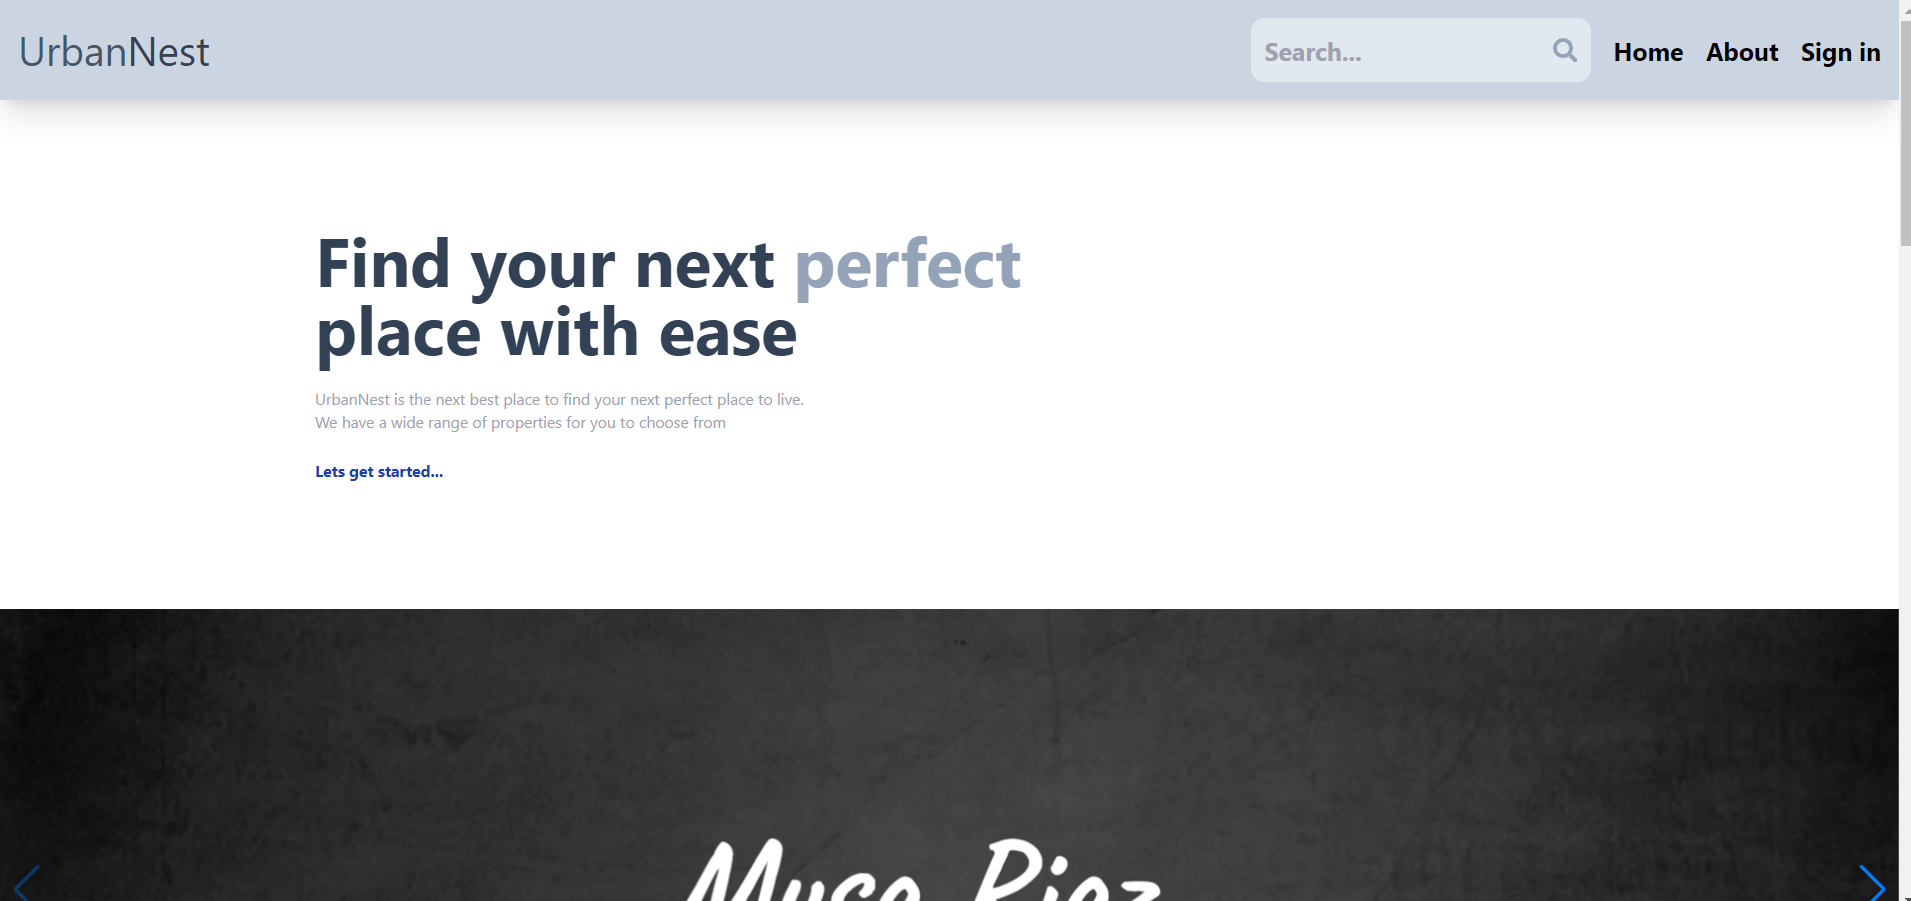 UrbanNest
Search...
Home
About
Sign in
Find your next perfect
place with ease
UrbanNest is the next best place to find your next perfect place to live.
We have a wide range of properties for you to choose from
Lets get started...